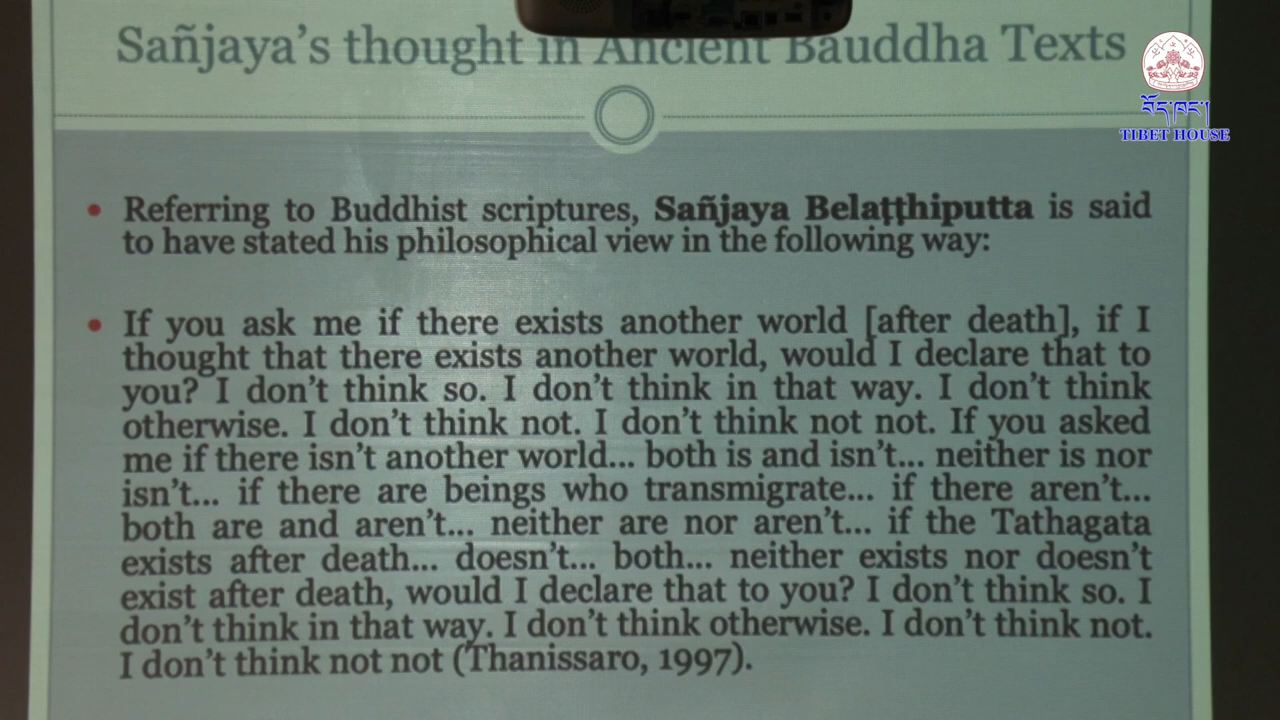 Sañjaya's thought in Ancient Bauddha Texts
བོད་ཁང་།
TIBET HOUSE
• Referring to Buddhist scriptures, Sañjaya Belaṭṭhiputta is said
to have stated his philosophical view in the following way:
• If you ask me if there exists another world [after death], if I
thought that there exists another world, would I declare that to
you? I don't think so. I don't think in that way. I don't think
otherwise. I don't think not. I don't think not not. If you asked
me if there isn't another world... both is and isn't... neither is nor
isn't... if there are beings who transmigrate... if there aren't...
both are and aren't... neither are nor aren't... if the Tathagata
exists after death... doesn't... both... neither exists nor doesn't
exist after death, would I declare that to you? I don't think so. I
don't think in that way. I don't think otherwise. I don't think not.
I don't think not not (Thanissaro, 1997).